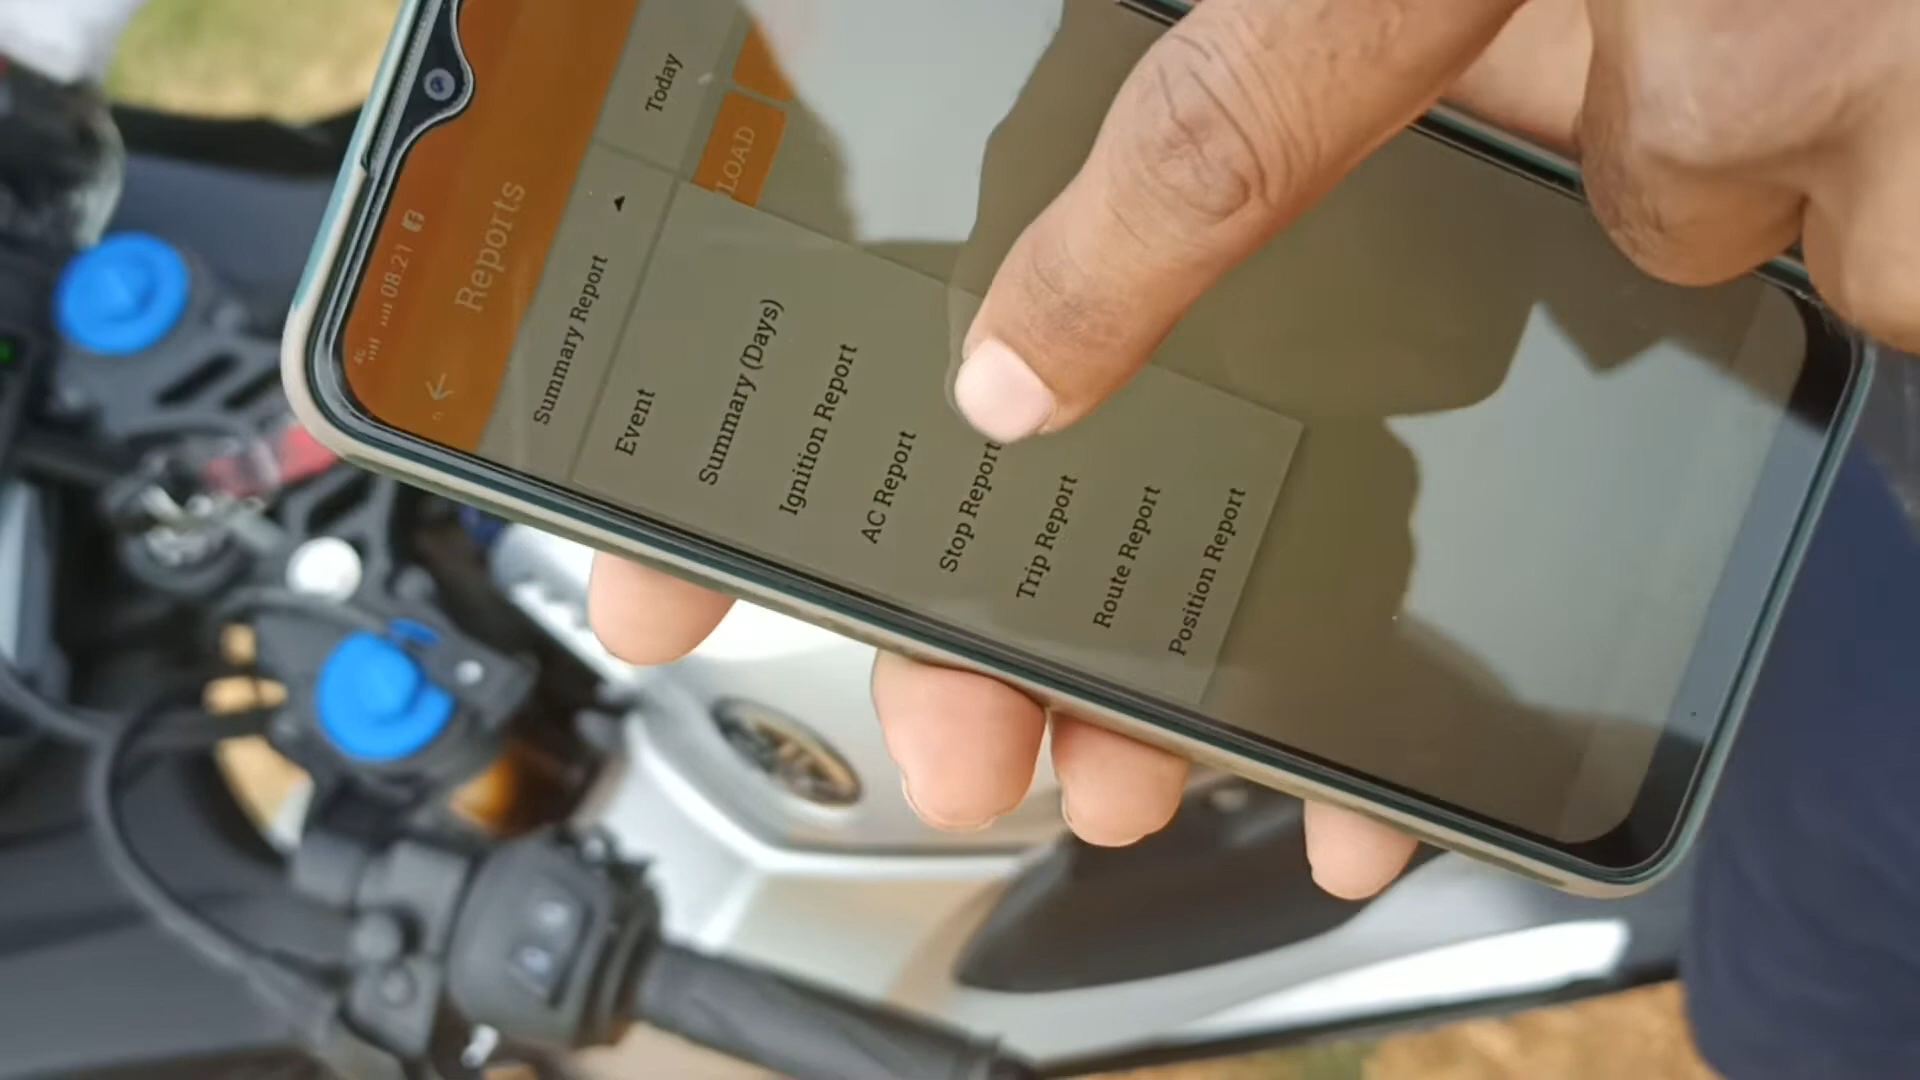 08:21
Reports
Summary Report
Today
LOAD
Event
Summary (Days)
Ignition Report
AC Report
Stop Report
Trip Report
Route Report
Position Report